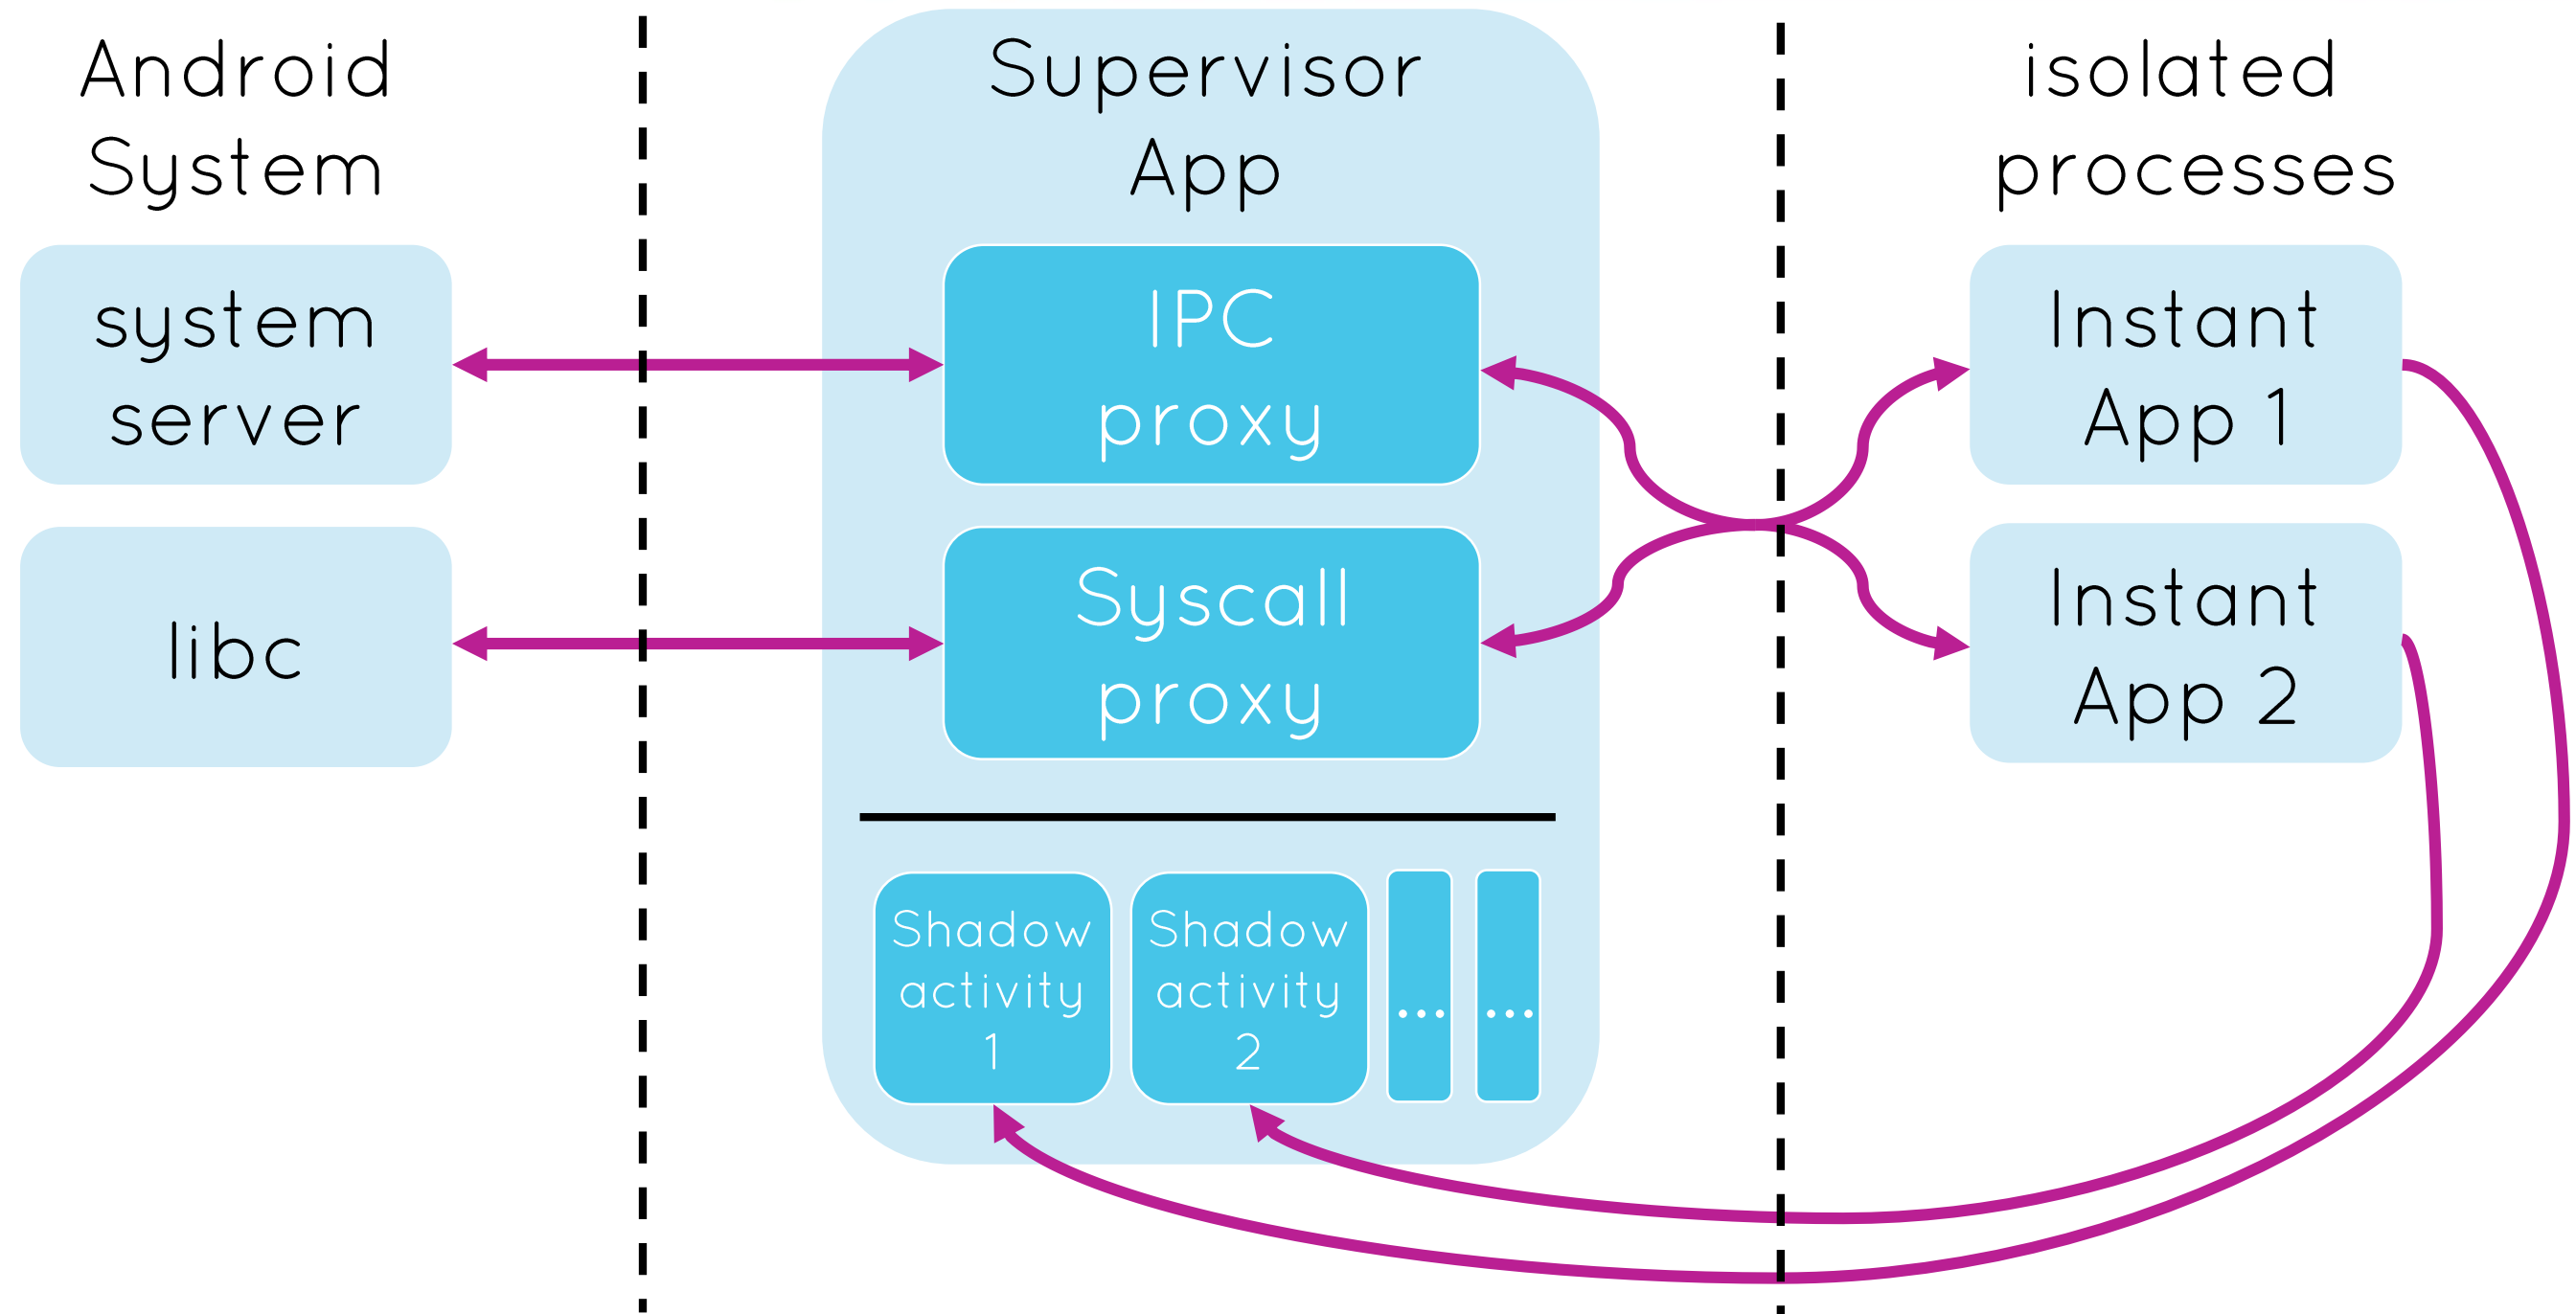 Android
System
system
server
libc
Supervisor
App
IPC
proxy
Syscall
proxy
Shadow
activity
1
Shadow
activity
2
...
...
isolated
processes
Instant
App 1
Instant
App 2